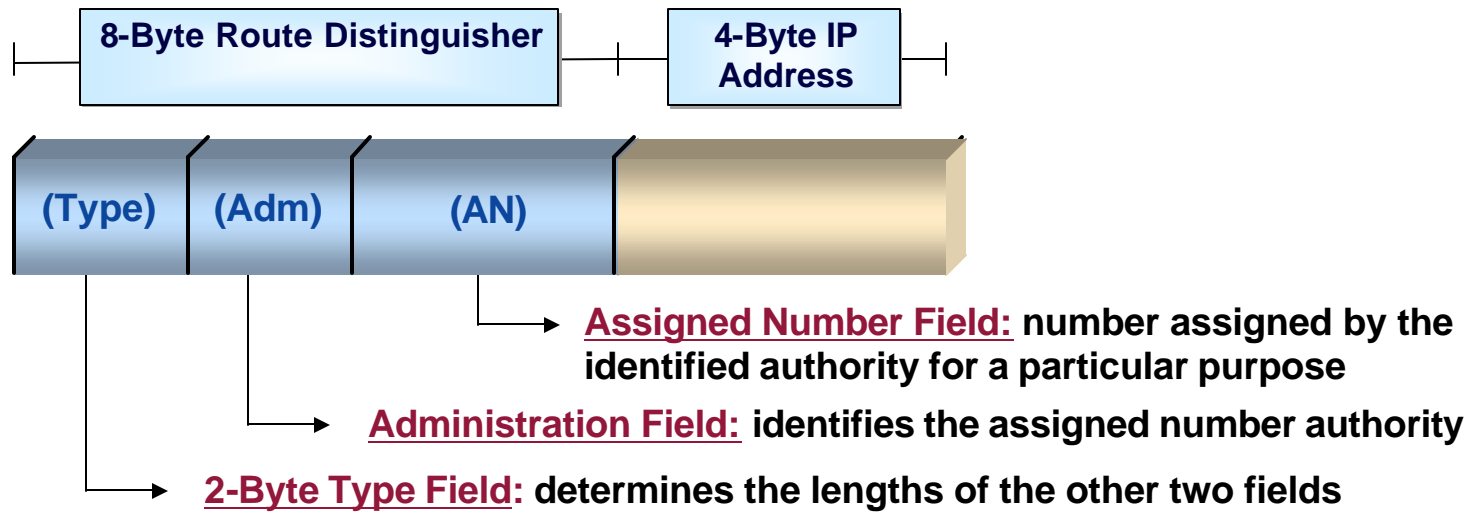 8-Byte Route Distinguisher
4-Byte IP
Address
(Type)
(Adm)
(AN)
Assigned Number Field: number assigned by the
identified authority for a particular purpose
Administration Field: identifies the assigned number authority
2-Byte Type Field: determines the lengths of the other two fields